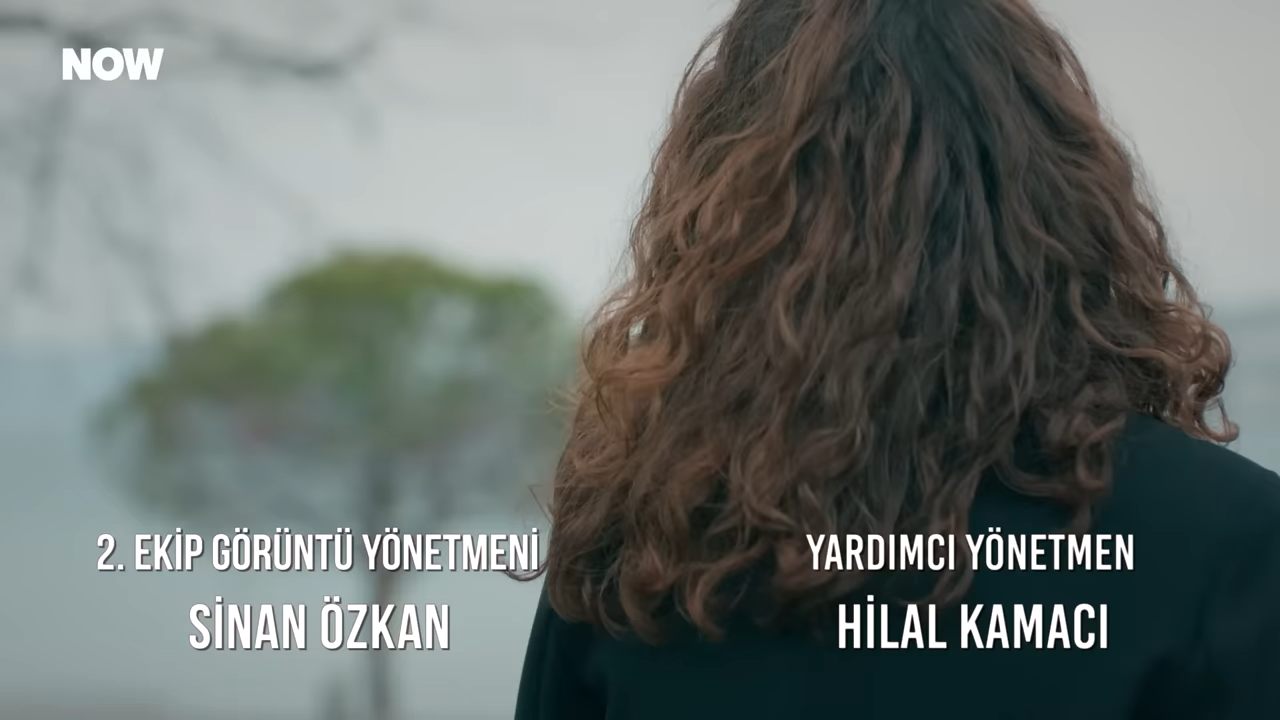 NOW
2. EKİP GÖRÜNTÜ YÖNETMENİ
SİNAN ÖZKAN
YARDIMCI YÖNETMEN
HİLAL KAMACI